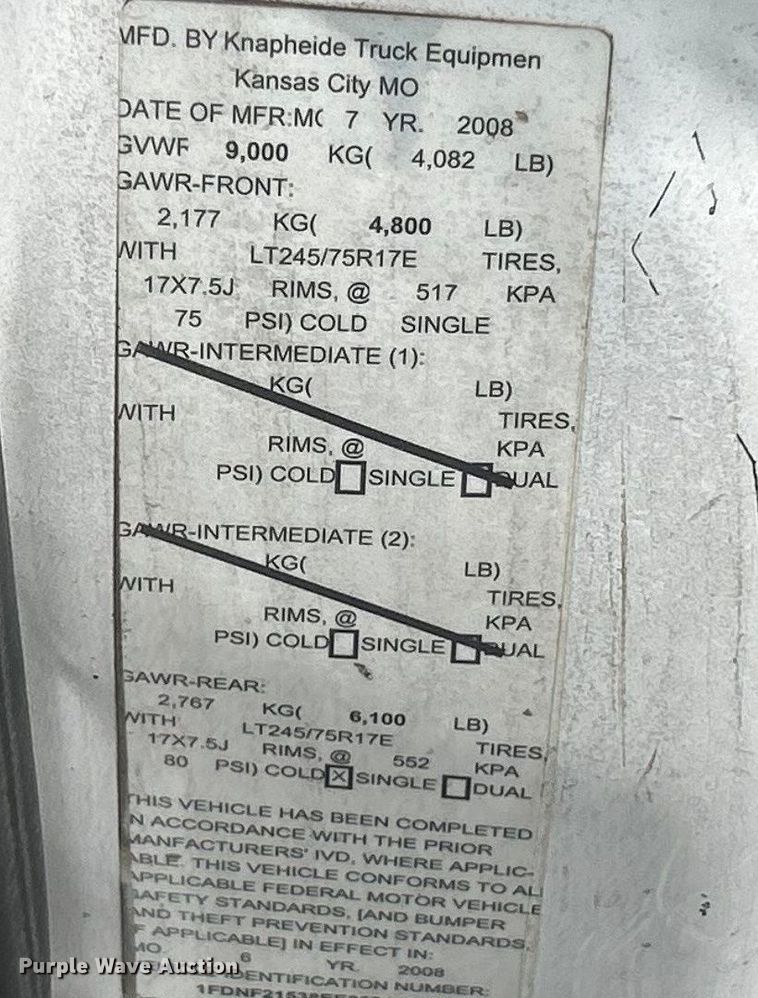 MFD. BY Knapheide Truck Equipmen
Kansas City MO
DATE OF MFR:M( 7 YR. 2008
GVWF 9,000 KG( 4,082 LB)
GAWR-FRONT:
2,177 KG( 4,800 LB)
WITH LT245/75R17E TIRES,
17X7.5J RIMS, @ 517 KPA
75 PSI) COLD SINGLE
GAWR-INTERMEDIATE (1):
KG( LB)
WITH TIRES,
RIMS, @ KPA
PSI) COLD SINGLE DUAL
GAWR-INTERMEDIATE (2):
KG( LB)
WITH TIRES,
RIMS, @ KPA
PSI) COLD SINGLE DUAL
GAWR-REAR:
2,767 KG( 6,100 LB)
WITH LT245/75R17E TIRES,
17X7.5J RIMS, @ 552 KPA
80 PSI) COLD X SINGLE DUAL
THIS VEHICLE HAS BEEN COMPLETED
IN ACCORDANCE WITH THE PRIOR
MANFACTURERS' IVD, WHERE APPLIC-
ABLE. THIS VEHICLE CONFORMS TO ALL
APPLICABLE FEDERAL MOTOR VEHICLE
SAFETY STANDARDS, [AND BUMPER
AND THEFT PREVENTION STANDARDS,
IF APPLICABLE] IN EFFECT IN:
MO. 6 YR. 2008
IDENTIFICATION NUMBER:
Purple Wave Auction